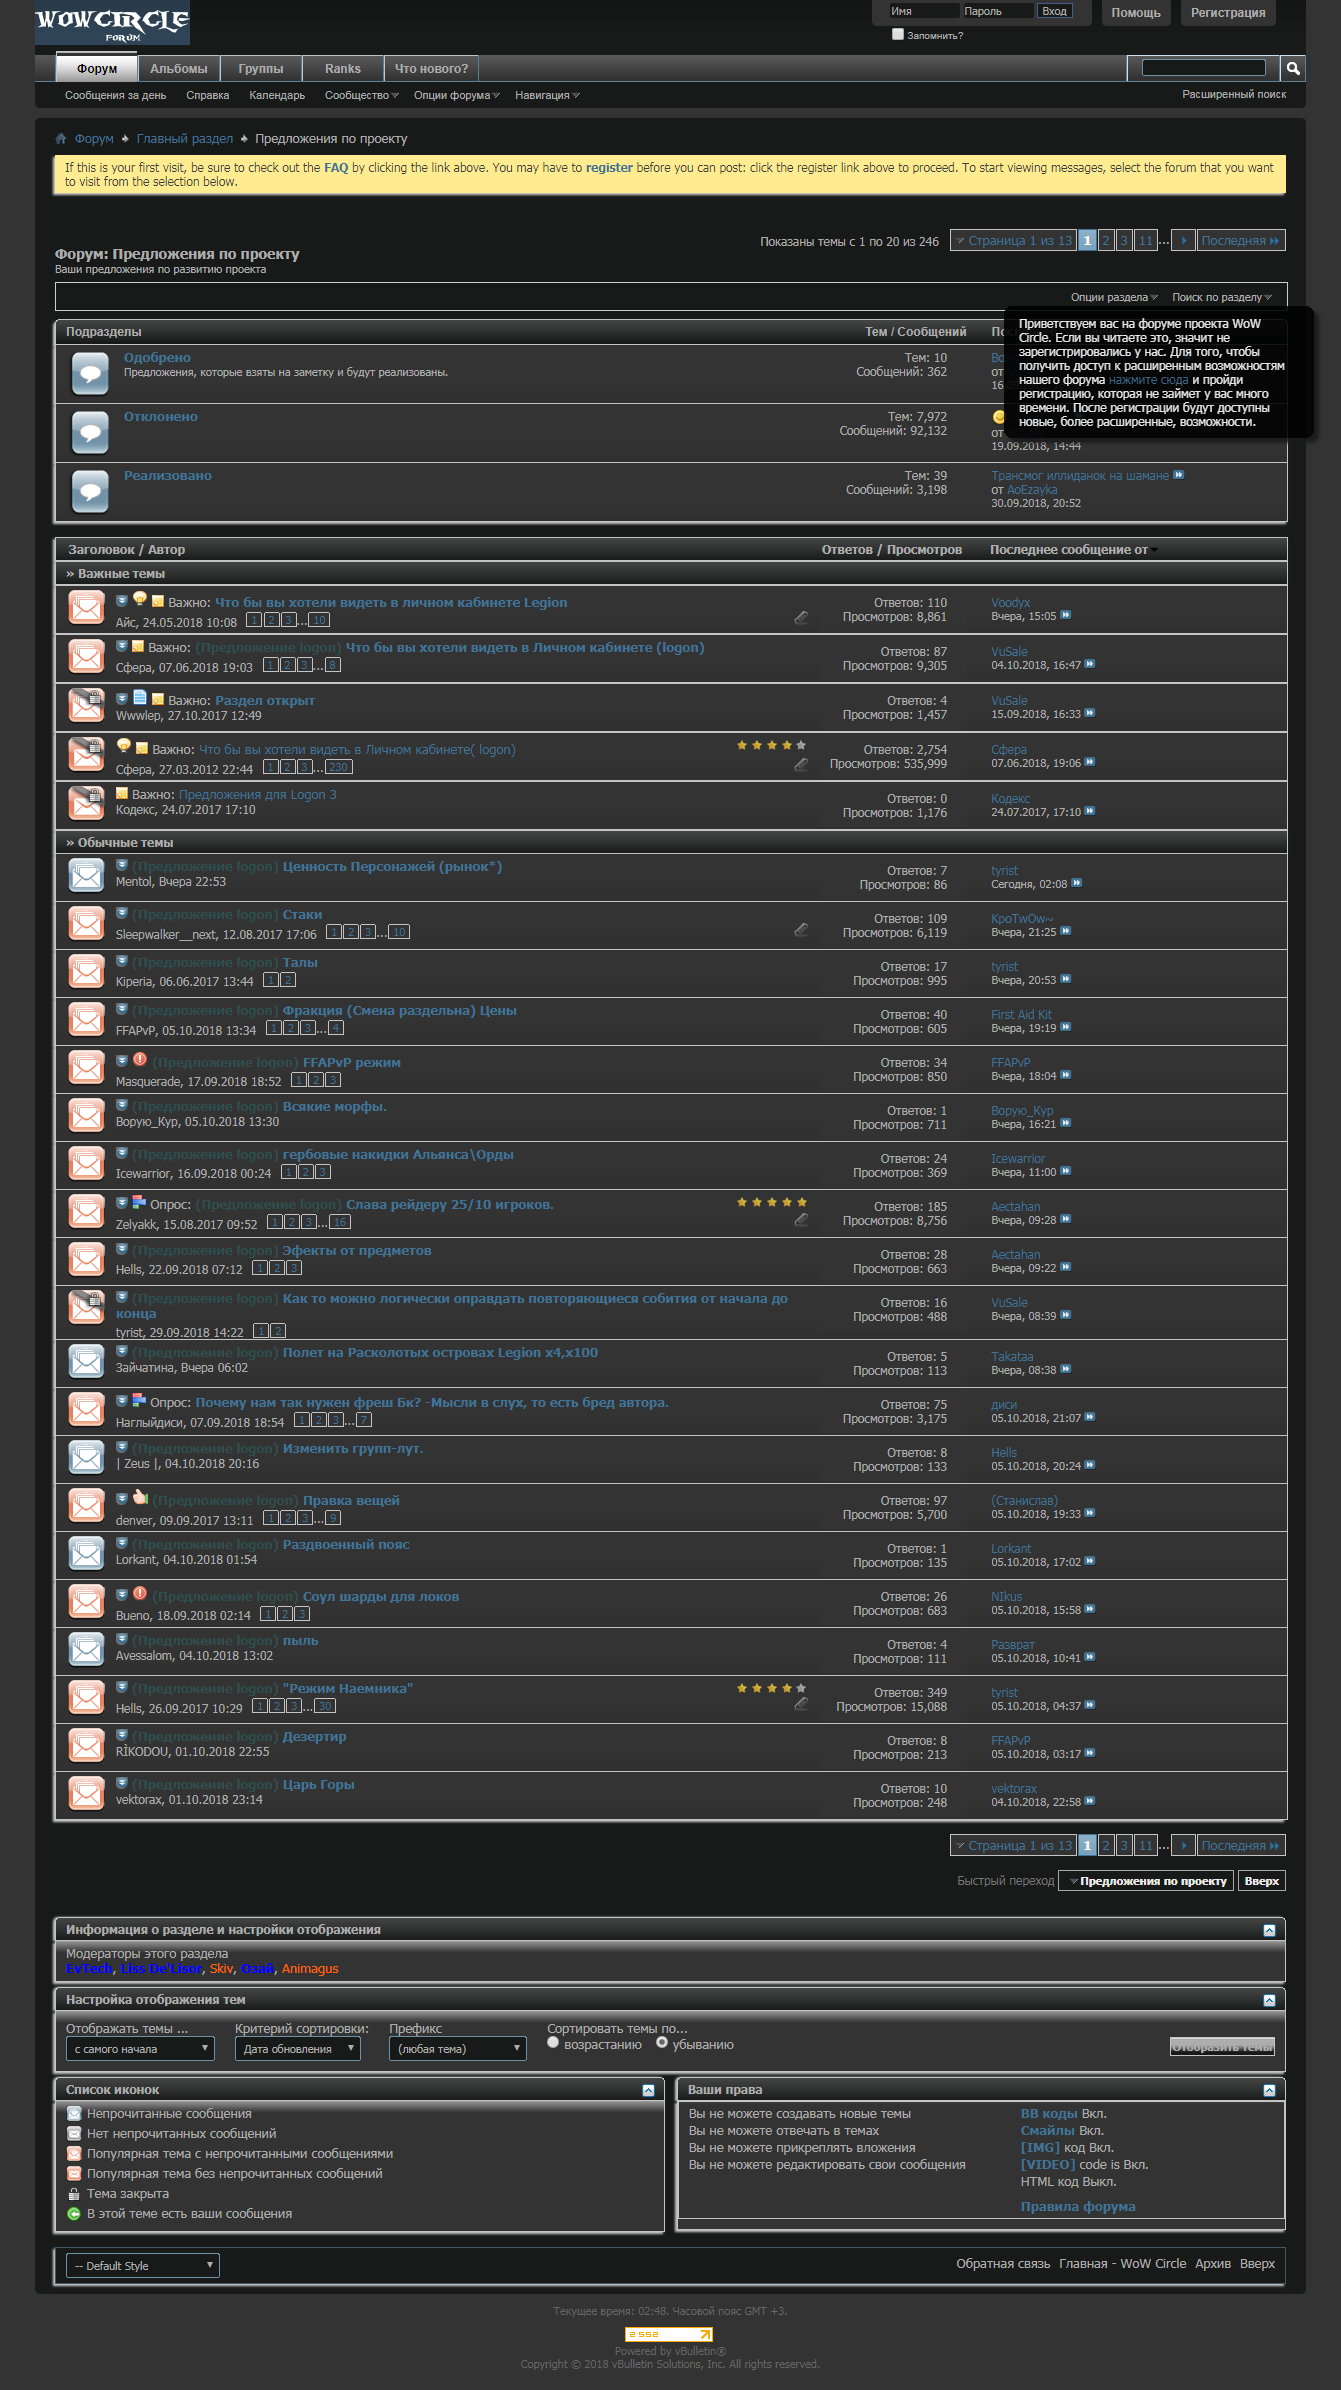 WOWCIRCLE
FORUM
Имя Пароль Вход Помощь Регистрация
Запомнить?
Форум Альбомы Группы Ranks Что нового?
Сообщения за день Справка Календарь Сообщество Опции форума Навигация Расширенный поиск
Форум Главный раздел Предложения по проекту
If this is your first visit, be sure to check out the FAQ by clicking the link above. You may have to register before you can post: click the register link above to proceed. To start viewing messages, select the forum that you want
to visit from the selection below.
Показаны темы с 1 по 20 из 246 Страница 1 из 13 1 2 3 11 ... Последняя
Форум: Предложения по проекту
Ваши предложения по развитию проекта
Опции раздела Поиск по разделу
Приветствуем вас на форуме проекта WoW
Circle. Если вы читаете это, значит не
зарегистрировались у нас. Для того, чтобы
получить доступ к расширенным возможностям
нашего форума нажмите сюда и пройди
регистрацию, которая не займет у вас много
времени. После регистрации будут доступны
новые, более расширенные, возможности.
Подразделы Тем / Сообщений
Одобрено Тем: 10
Предложения, которые взяты на заметку и будут реализованы. Сообщений: 362
Отклонено Тем: 7,972
Сообщений: 92,132 от
19.09.2018, 14:44
Реализовано Тем: 39 Трансмог иллиданок на шамане
Сообщений: 3,198 от AoEzayka
30.09.2018, 20:52
Заголовок / Автор Ответов / Просмотров Последнее сообщение от
» Важные темы
Важно: Что бы вы хотели видеть в личном кабинете Legion Ответов: 110 Voodyx
Айс, 24.05.2018 10:08 1 2 3 ... 10 Просмотров: 8,861 Вчера, 15:05
Важно: (Предложение logon) Что бы вы хотели видеть в Личном кабинете (logon) Ответов: 87 VuSale
Сфера, 07.06.2018 19:03 1 2 3 ... 8 Просмотров: 9,305 04.10.2018, 16:47
Важно: Раздел открыт Ответов: 4 VuSale
Wwwlep, 27.10.2017 12:49 Просмотров: 1,457 15.09.2018, 16:33
Важно: Что бы вы хотели видеть в Личном кабинете( logon) Ответов: 2,754 Сфера
Сфера, 27.03.2012 22:44 1 2 3 ... 230 Просмотров: 535,999 07.06.2018, 19:06
Важно: Предложения для Logon 3 Ответов: 0 Кодекс
Кодекс, 24.07.2017 17:10 Просмотров: 1,176 24.07.2017, 17:10
» Обычные темы
(Предложение logon) Ценность Персонажей (рынок*) Ответов: 7 tyrist
Mentol, Вчера 22:53 Просмотров: 86 Сегодня, 02:08
(Предложение logon) Стаки Ответов: 109 KpoTwOw~
Sleepwalker__next, 12.08.2017 17:06 1 2 3 ... 10 Просмотров: 6,119 Вчера, 21:25
(Предложение logon) Талы Ответов: 17 tyrist
Kiperia, 06.06.2017 13:44 1 2 Просмотров: 995 Вчера, 20:53
(Предложение logon) Фракция (Смена раздельна) Цены Ответов: 40 First Aid Kit
FFAPvP, 05.10.2018 13:34 1 2 3 ... 4 Просмотров: 605 Вчера, 19:19
(Предложение logon) FFAPvP режим Ответов: 34 FFAPvP
Masquerade, 17.09.2018 18:52 1 2 3 Просмотров: 850 Вчера, 18:04
(Предложение logon) Всякие морфы. Ответов: 1 Ворую_Кур
Ворую_Кур, 05.10.2018 13:30 Просмотров: 711 Вчера, 16:21
(Предложение logon) гербовые накидки Альянса\Орды Ответов: 24 Icewarrior
Icewarrior, 16.09.2018 00:24 1 2 3 Просмотров: 369 Вчера, 11:00
Опрос: (Предложение logon) Слава рейдеру 25/10 игроков. Ответов: 185 Aectahan
Zelyakk, 15.08.2017 09:52 1 2 3 ... 16 Просмотров: 8,756 Вчера, 09:28
(Предложение logon) Эфекты от предметов Ответов: 28 Aectahan
Hells, 22.09.2018 07:12 1 2 3 Просмотров: 663 Вчера, 09:22
(Предложение logon) Как то можно логически оправдать повторяющиеся собития от начала до Ответов: 16 VuSale
конца Просмотров: 488 Вчера, 08:39
tyrist, 29.09.2018 14:22 1 2
(Предложение logon) Полет на Расколотых островах Legion x4,x100 Ответов: 5 Takataa
Зайчатина, Вчера 06:02 Просмотров: 113 Вчера, 08:38
Опрос: Почему нам так нужен фреш Бк? -Мысли в слух, то есть бред автора. Ответов: 75 диси
Наглыйдиси, 07.09.2018 18:54 1 2 3 ... 7 Просмотров: 3,175 05.10.2018, 21:07
(Предложение logon) Изменить групп-лут. Ответов: 8 Hells
| Zeus |, 04.10.2018 20:16 Просмотров: 133 05.10.2018, 20:24
(Предложение logon) Правка вещей Ответов: 97 (Станислав)
denver, 09.09.2017 13:11 1 2 3 ... 9 Просмотров: 5,700 05.10.2018, 19:33
(Предложение logon) Раздвоенный пояс Ответов: 1 Lorkant
Lorkant, 04.10.2018 01:54 Просмотров: 135 05.10.2018, 17:02
(Предложение logon) Соул шарды для локов Ответов: 26 NIkus
Bueno, 18.09.2018 02:14 1 2 3 Просмотров: 683 05.10.2018, 15:58
(Предложение logon) пыль Ответов: 4 Разврат
Avessalom, 04.10.2018 13:02 Просмотров: 111 05.10.2018, 10:41
(Предложение logon) "Режим Наемника" Ответов: 349 tyrist
Hells, 26.09.2017 10:29 1 2 3 ... 30 Просмотров: 15,088 05.10.2018, 04:37
(Предложение logon) Дезертир Ответов: 8 FFAPvP
RÌKODOU, 01.10.2018 22:55 Просмотров: 213 05.10.2018, 03:17
(Предложение logon) Царь Горы Ответов: 10 vektorax
vektorax, 01.10.2018 23:14 Просмотров: 248 04.10.2018, 22:58
Страница 1 из 13 1 2 3 11 ... Последняя
Быстрый переход Предложения по проекту Вверх
Информация о разделе и настройки отображения
Модераторы этого раздела
EvTech, Liss De'Lisor, Skiv, Озай, Animagus
Настройка отображения тем
Отображать темы ... Критерий сортировки: Префикс Сортировать темы по...
с самого начала Дата обновления (любая тема) возрастанию убыванию Отобразить темы
Список иконок Ваши права
Непрочитанные сообщения
Нет непрочитанных сообщений
Популярная тема с непрочитанными сообщениями
Популярная тема без непрочитанных сообщений
Тема закрыта
В этой теме есть ваши сообщения
Вы не можете создавать новые темы
Вы не можете отвечать в темах
Вы не можете прикреплять вложения
Вы не можете редактировать свои сообщения
BB коды Вкл.
Смайлы Вкл.
[IMG] код Вкл.
[VIDEO] code is Вкл.
HTML код Выкл.
Правила форума
-- Default Style Обратная связь Главная - WoW Circle Архив Вверх
Текущее время: 02:48. Часовой пояс GMT +3.
Powered by vBulletin®
Copyright © 2018 vBulletin Solutions, Inc. All rights reserved.